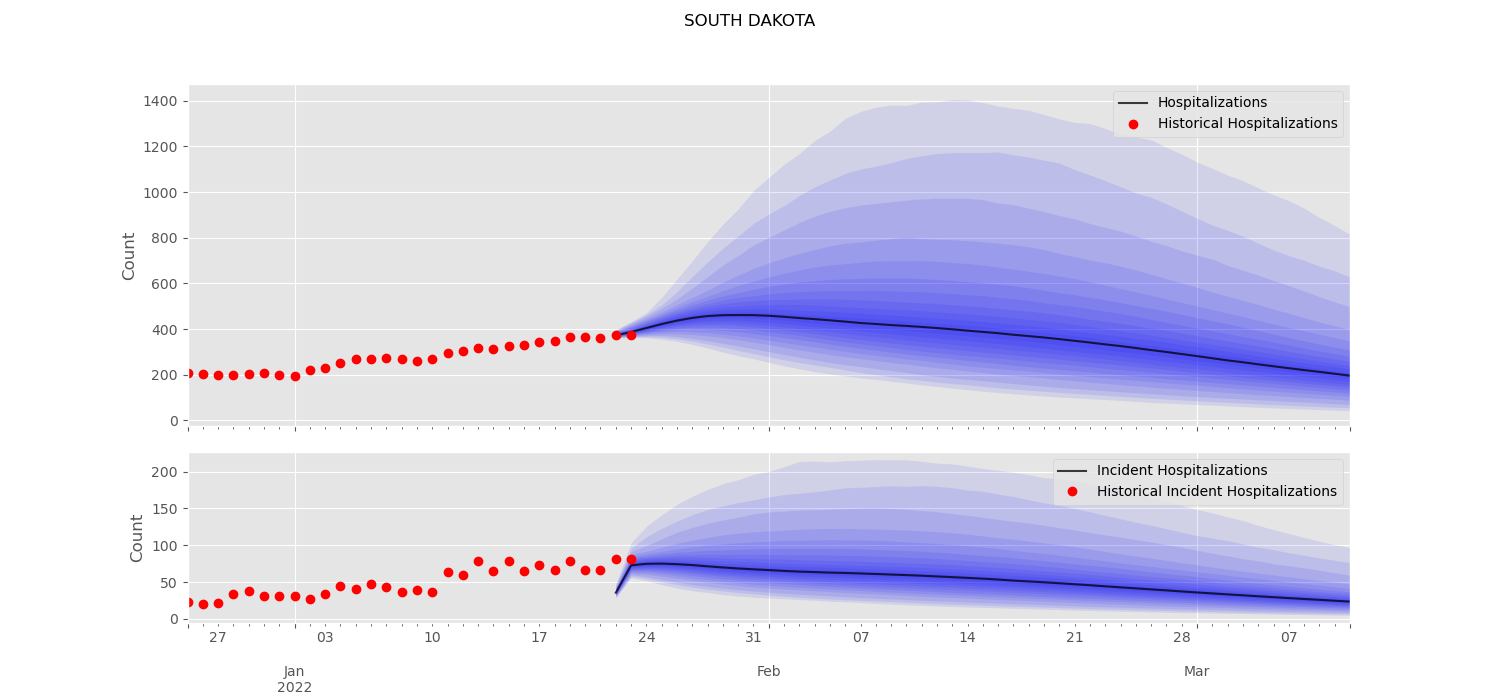 SOUTH DAKOTA
1400
1200
1000
800
600
400
200
0
Count
Hospitalizations
Historical Hospitalizations
200
150
100
50
0
Count
Incident Hospitalizations
Historical Incident Hospitalizations
27 03 10 17 24 31 07 14 21 28 07
Jan Feb Mar
2022